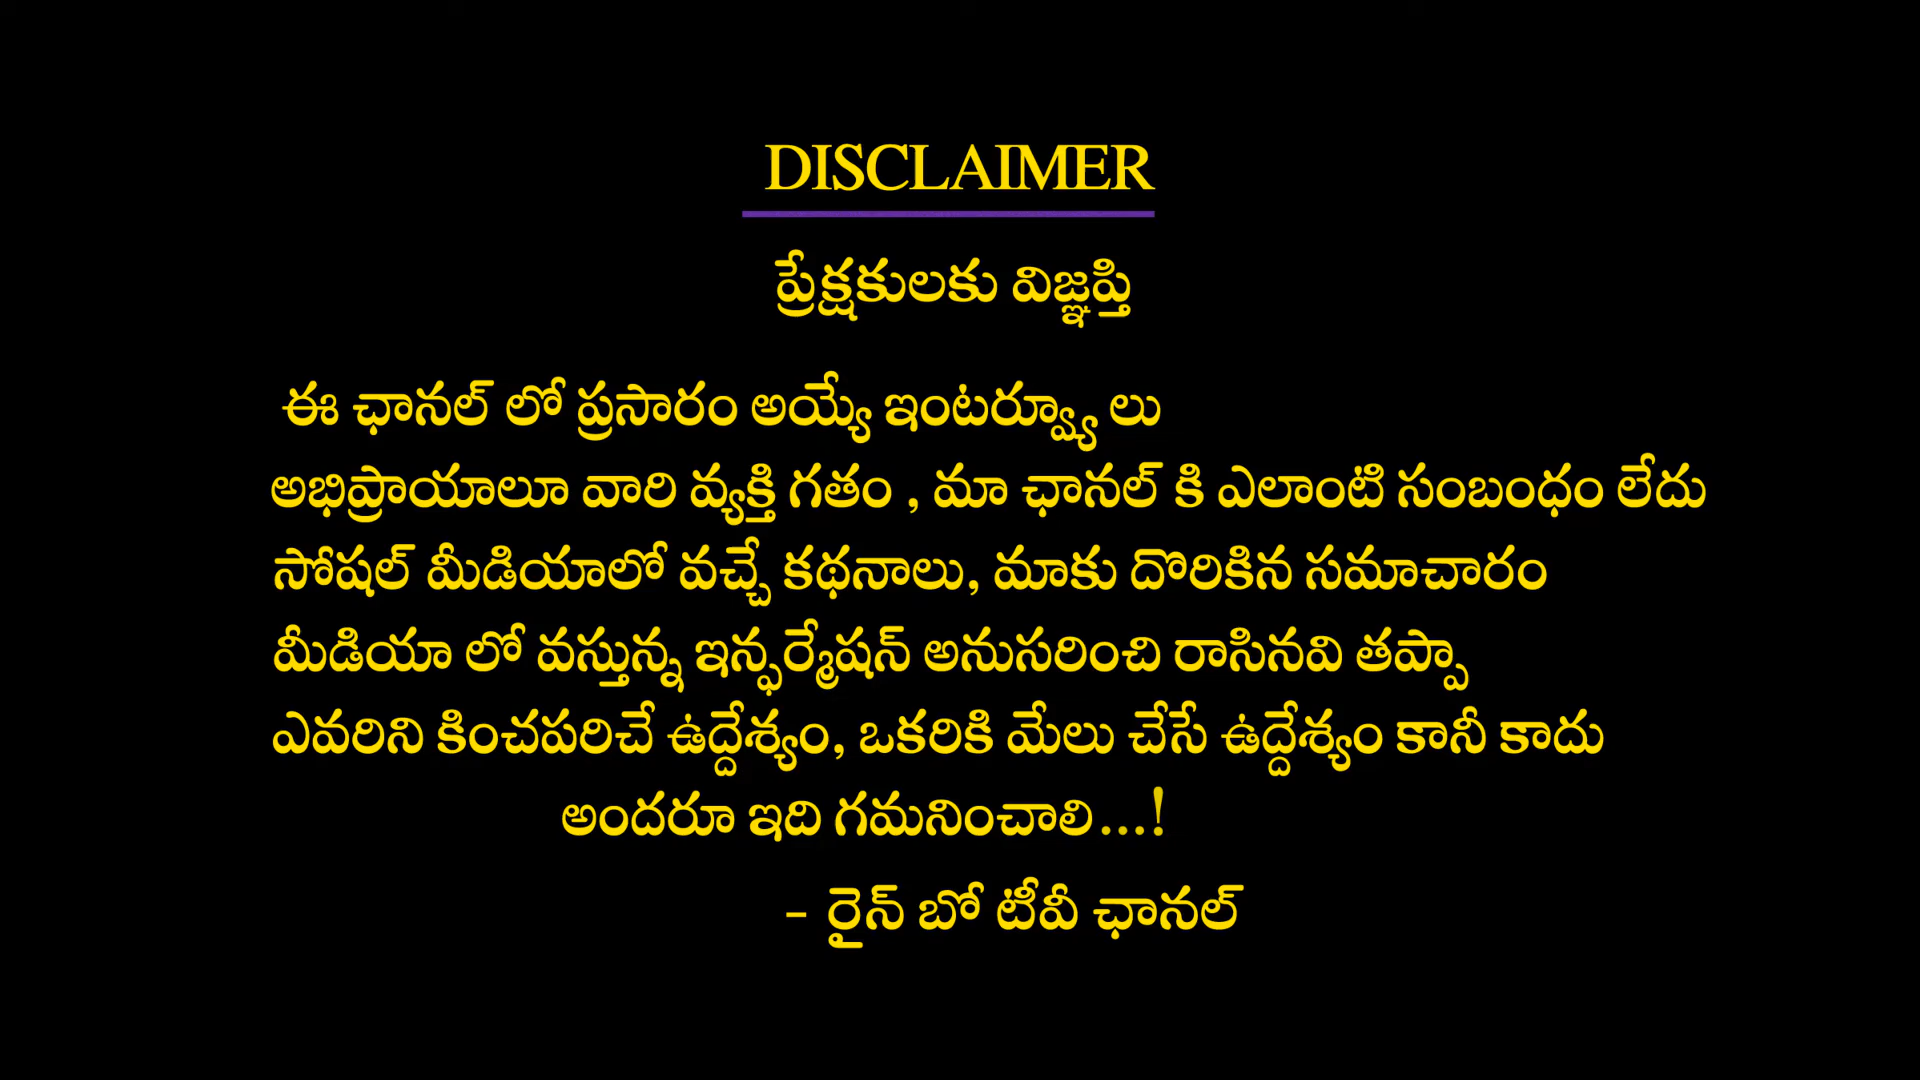 DISCLAIMER
ప్రేక్షకులకు విజ్ఞప్తి
ఈ ఛానల్ లో ప్రసారం అయ్యే ఇంటర్వ్యూ లు
అభిప్రాయాలూ వారి వ్యక్తి గతం , మా ఛానల్ కి ఎలాంటి సంబంధం లేదు
సోషల్ మీడియాలో వచ్చే కథనాలు, మాకు దొరికిన సమాచారం
మీడియా లో వస్తున్న ఇన్ఫర్మేషన్ అనుసరించి రాసినవి తప్పా
ఎవరిని కించపరిచే ఉద్దేశ్యం, ఒకరికి మేలు చేసే ఉద్దేశ్యం కానీ కాదు
అందరూ ఇది గమనించాలి...!
- రైన్ బో టీవీ ఛానల్